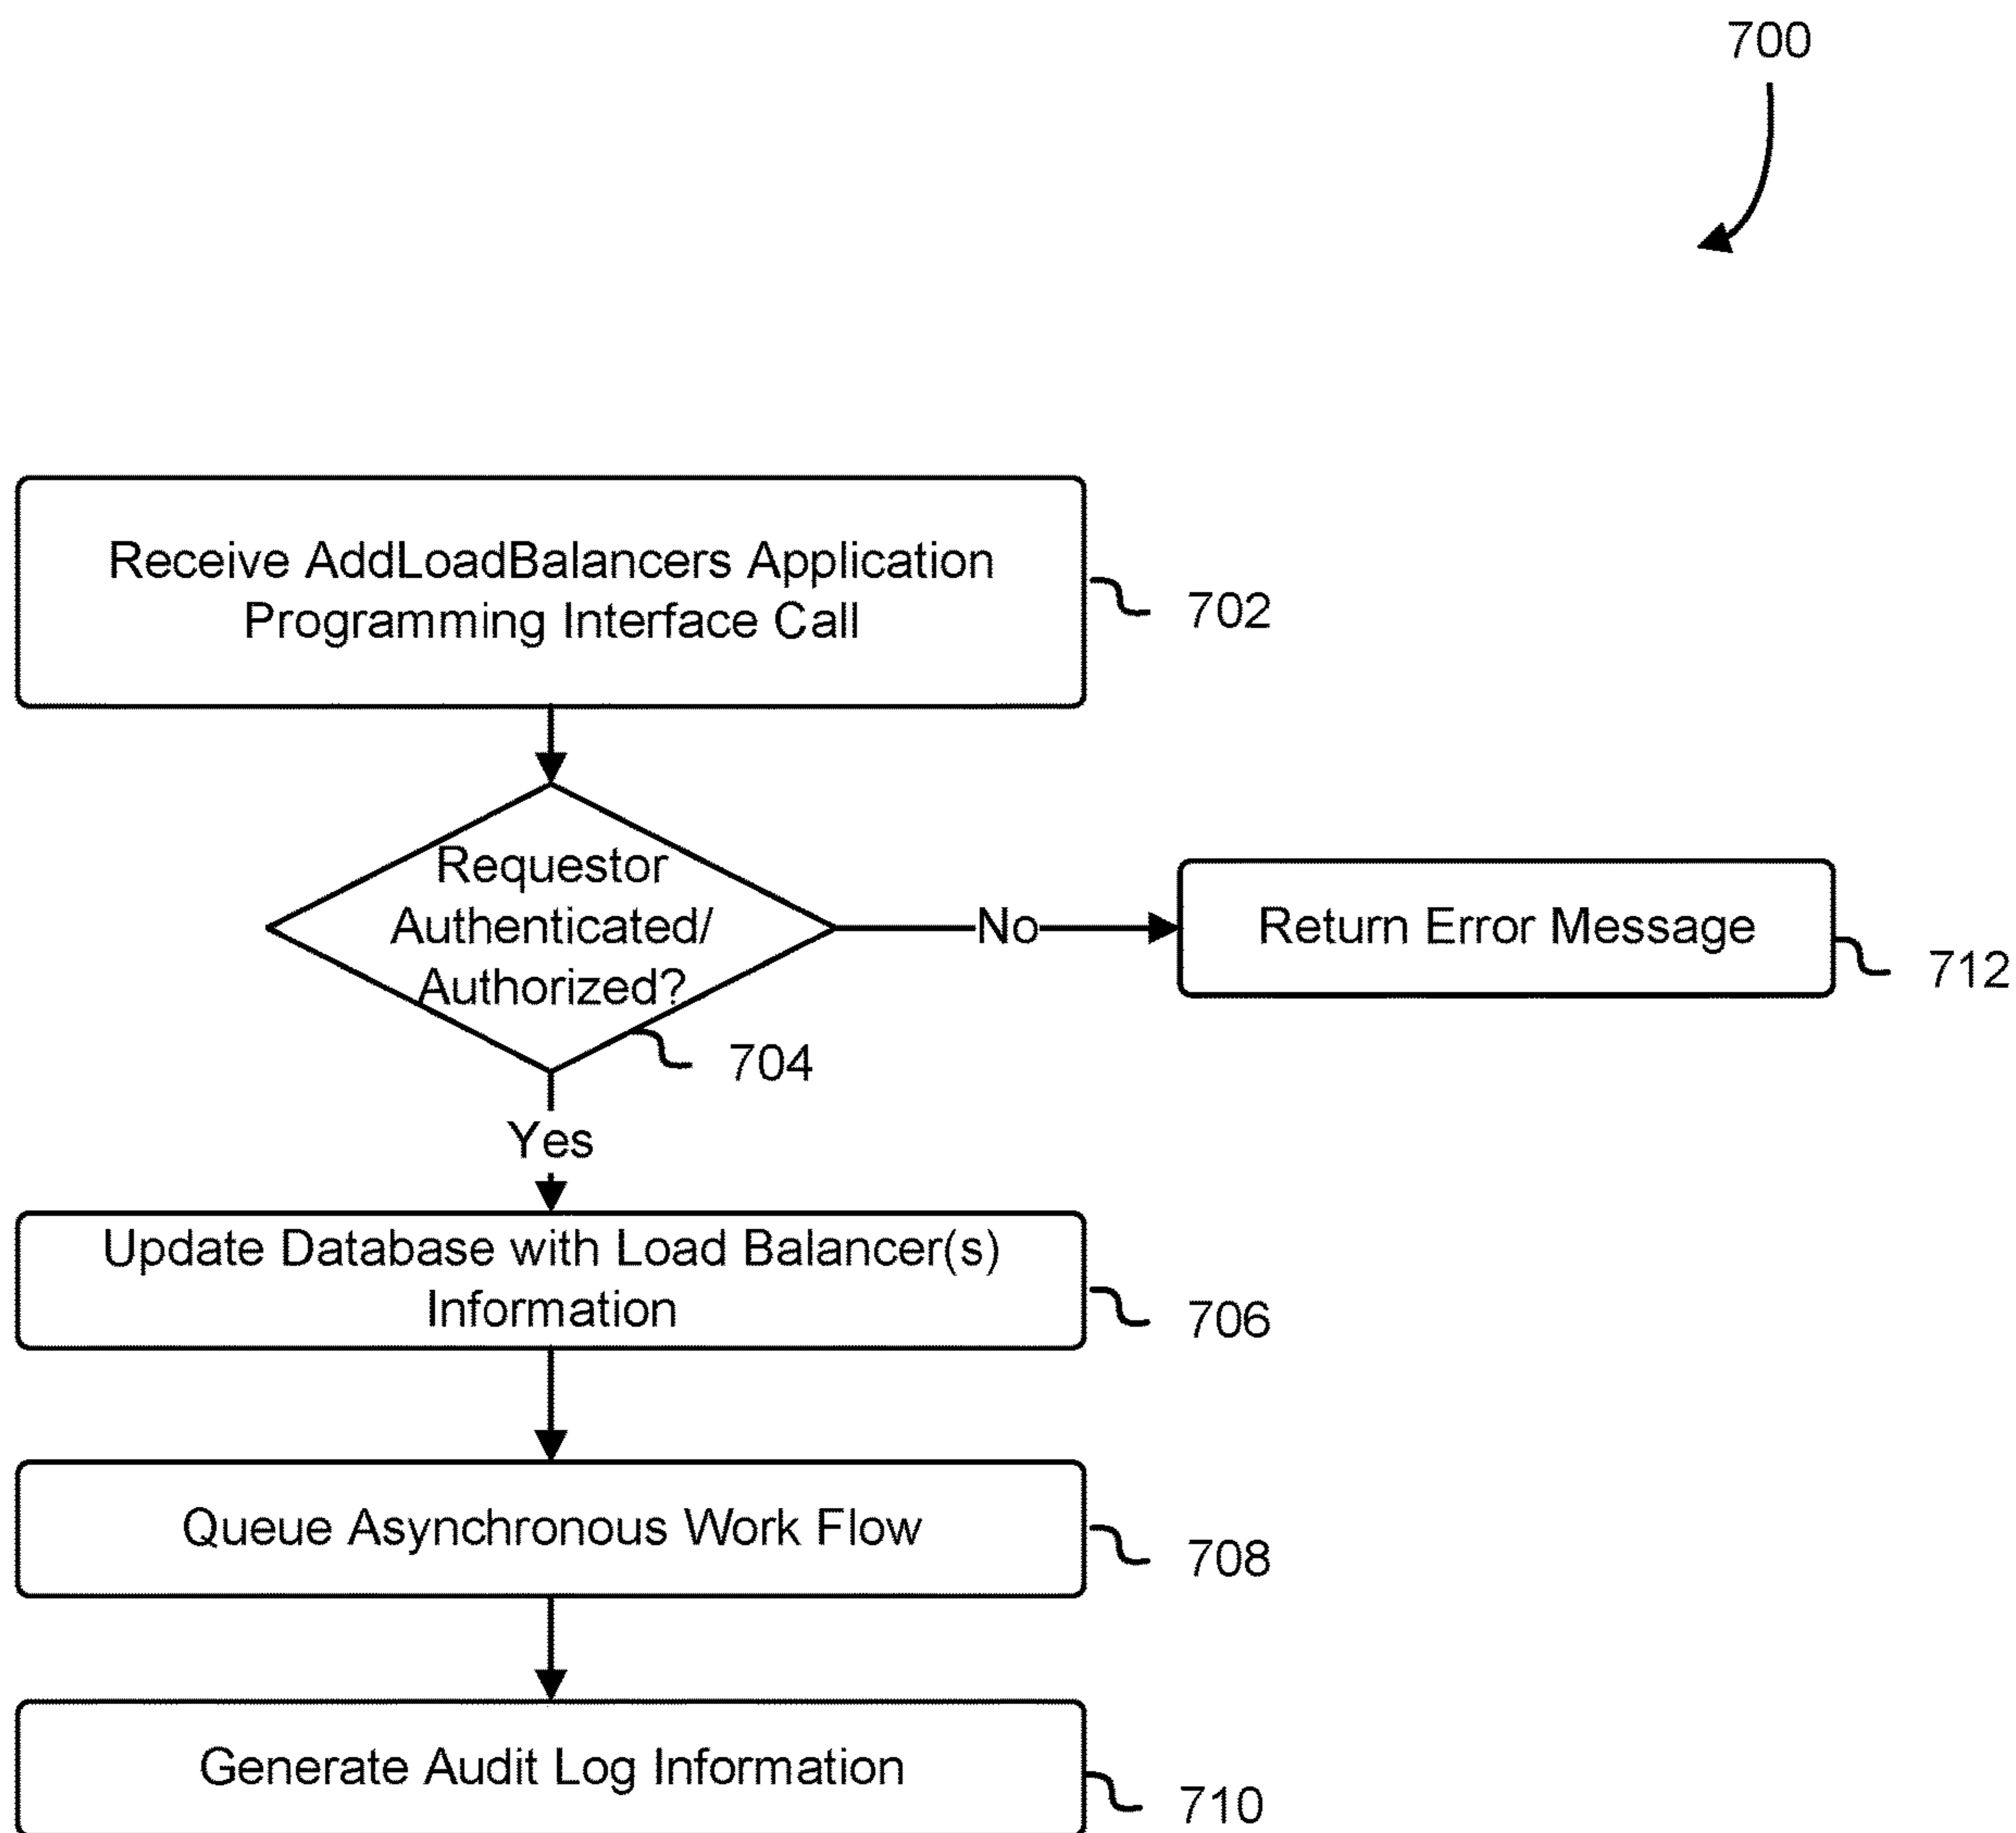 700
Receive AddLoadBalancers Application
Programming Interface Call
702
Requestor
Authenticated/
Authorized?
704
No
Return Error Message
712
Yes
Update Database with Load Balancer(s)
Information
706
Queue Asynchronous Work Flow
708
Generate Audit Log Information
710